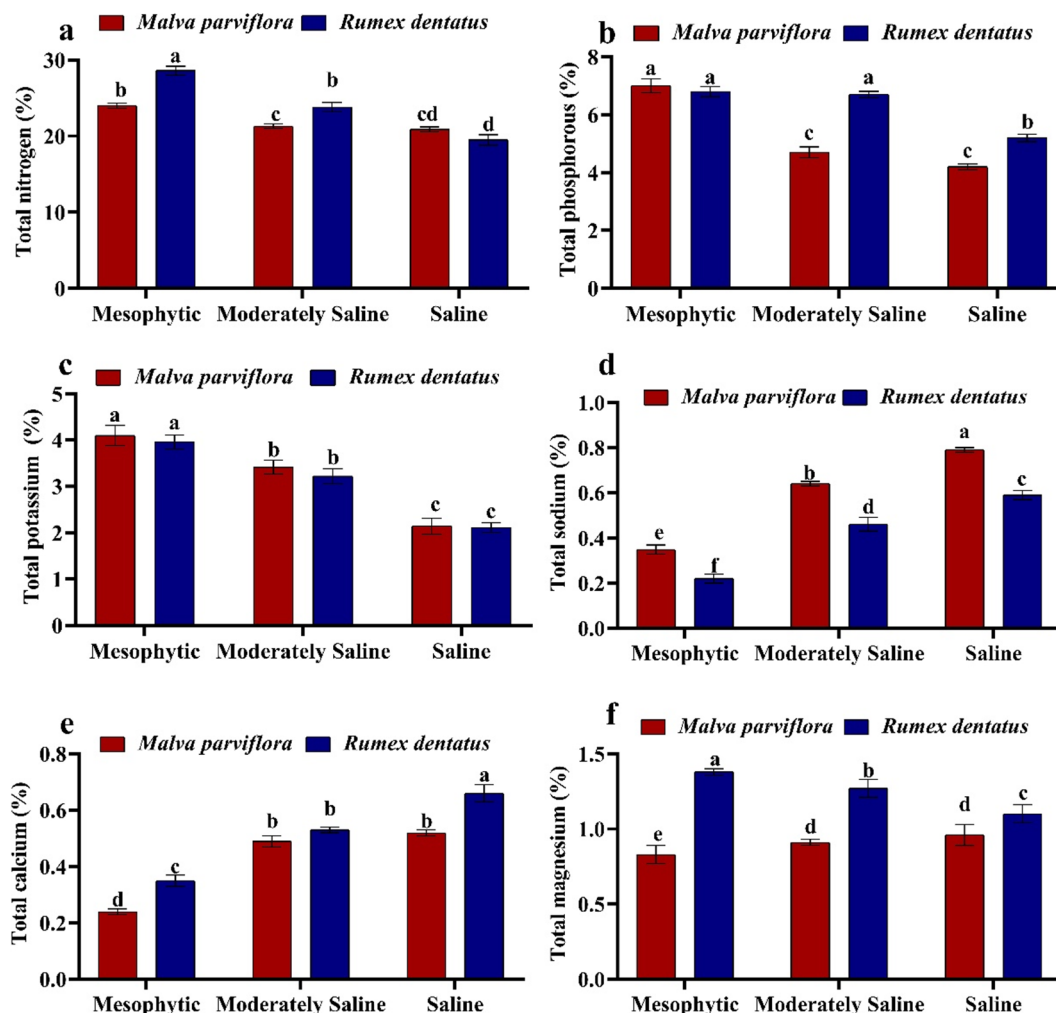 a
Malva parviflora Rumex dentatus
Total nitrogen (%)
30
20
10
0
b a
c b
cd d
Mesophytic Moderately Saline Saline
b
Malva parviflora Rumex dentatus
Total phosphorous (%)
8
6
4
2
0
a a
c a
c b
Mesophytic Moderately Saline Saline
c
Malva parviflora Rumex dentatus
Total potassium (%)
5
4
3
2
1
0
a a
b b
c c
Mesophytic Moderately Saline Saline
d
Malva parviflora Rumex dentatus
Total sodium (%)
1.0
0.8
0.6
0.4
0.2
0.0
e f
b d
a c
Mesophytic Moderately Saline Saline
e
Malva parviflora Rumex dentatus
Total calcium (%)
0.8
0.6
0.4
0.2
0.0
d c
b b
b a
Mesophytic Moderately Saline Saline
f
Malva parviflora Rumex dentatus
Total magnesium (%)
1.5
1.0
0.5
0.0
e a
d b
d c
Mesophytic Moderately Saline Saline